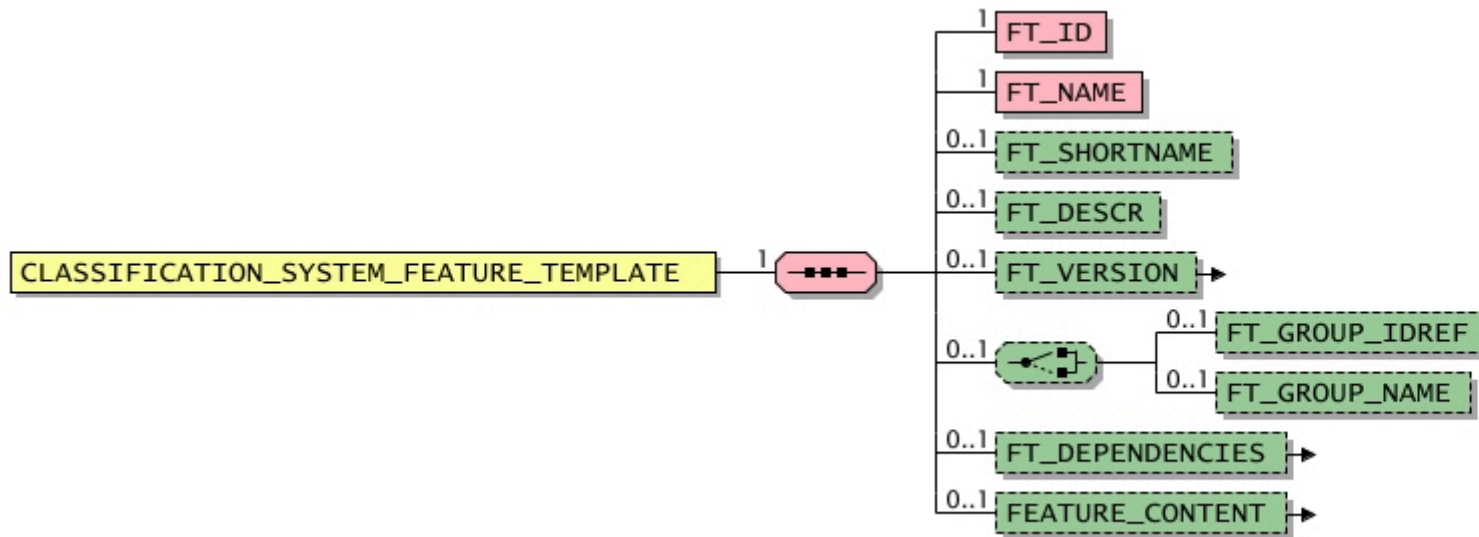 1 FT_ID
1 FT_NAME
0..1 FT_SHORTNAME
0..1 FT_DESCR
CLASSIFICATION_SYSTEM_FEATURE_TEMPLATE 1 0..1 FT_VERSION
0..1 FT_GROUP_IDREF
0..1
0..1 FT_GROUP_NAME
0..1 FT_DEPENDENCIES
0..1 FEATURE_CONTENT